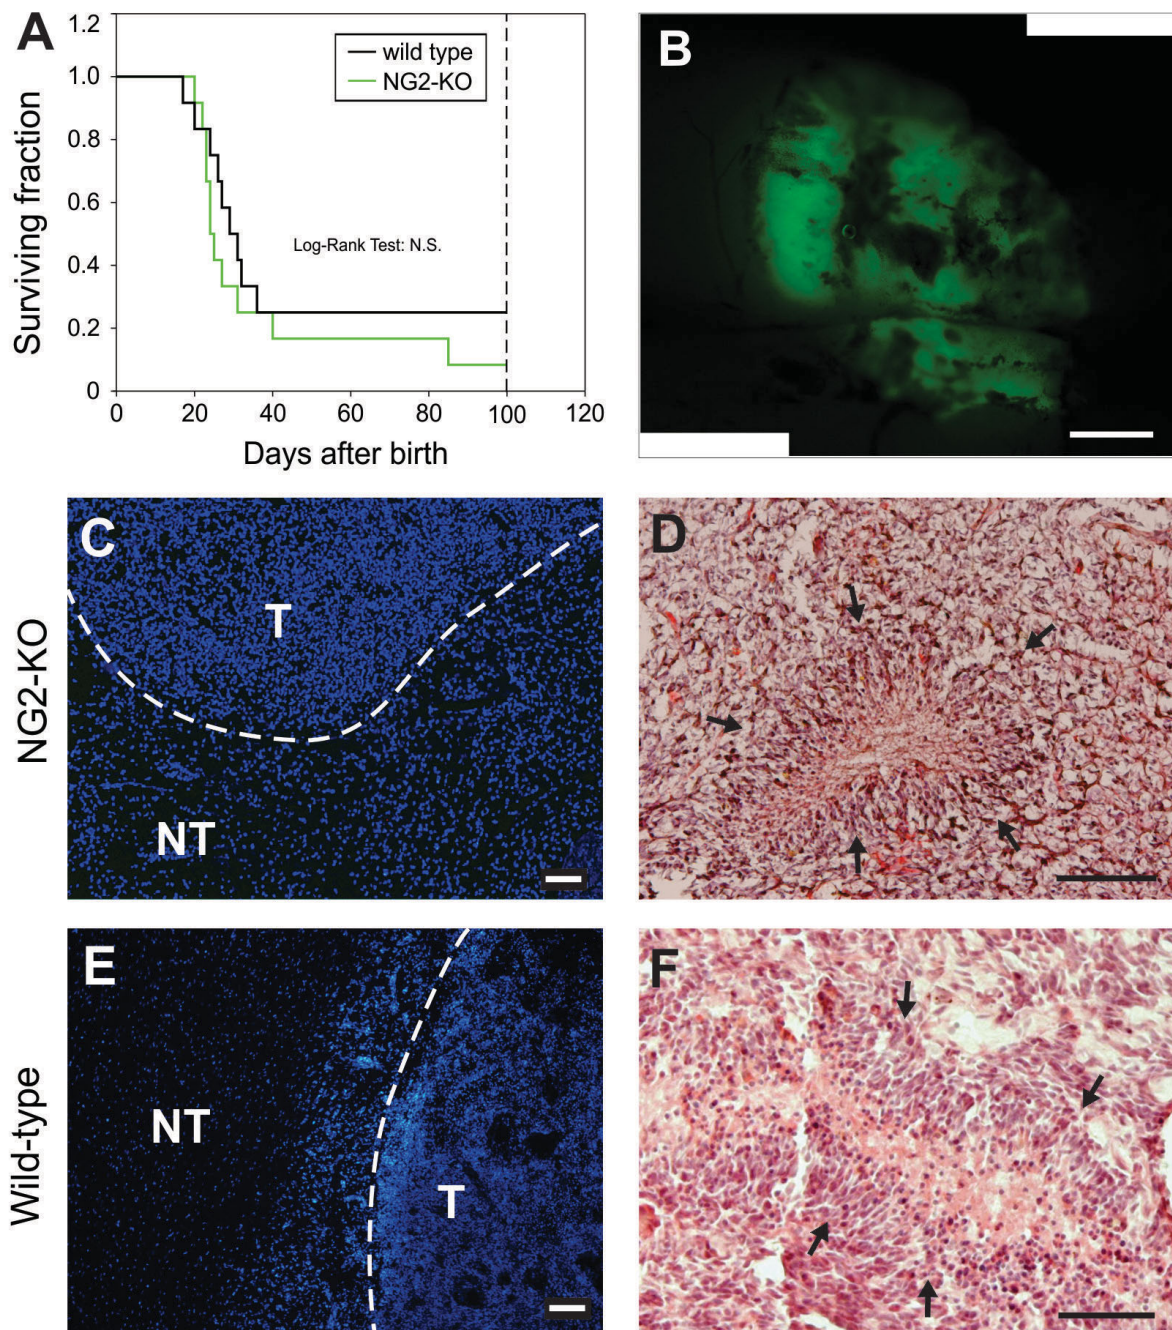 A
1.2
1.0
0.8
0.6
0.4
0.2
0
0
20
40
60
80
100
120
Surviving fraction
Days after birth
wild type
NG2-KO
Log-Rank Test: N.S.
B
NG2-KO
C
T
NT
D
Wild-type
E
NT
T
F